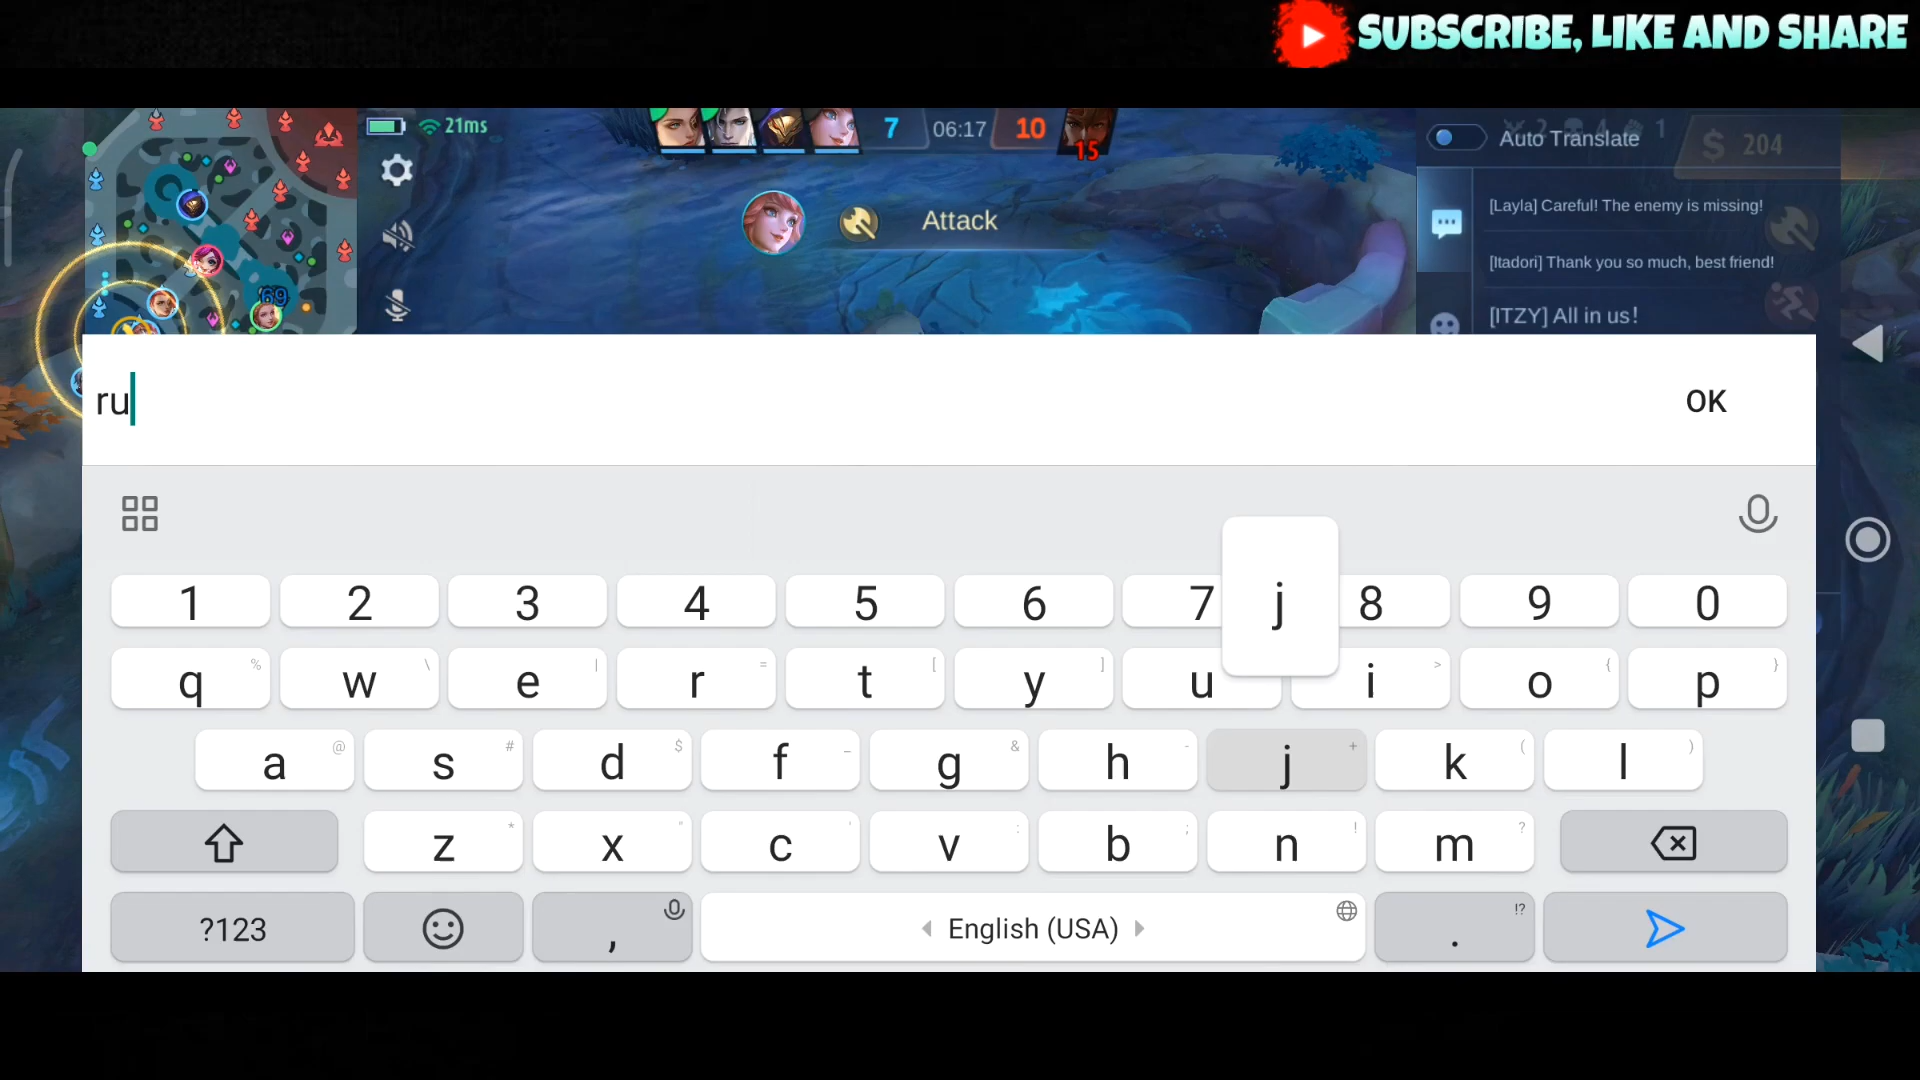 SUBSCRIBE, LIKE AND SHARE
21ms
7 06:17 10
15
Auto Translate
$ 204
Attack
69
[Layla] Careful! The enemy is missing!
[Itadori] Thank you so much, best friend!
[ITZY] All in us!
ru
OK
j
1 2 3 4 5 6 7 8 9 0
% \ | = [ ] > { }
q w e r t y u i o p
@ # $ _ & - + ( )
a s d f g h j k l
* " ' : ; ! ?
z x c v b n m
!?
?123 , English (USA) .